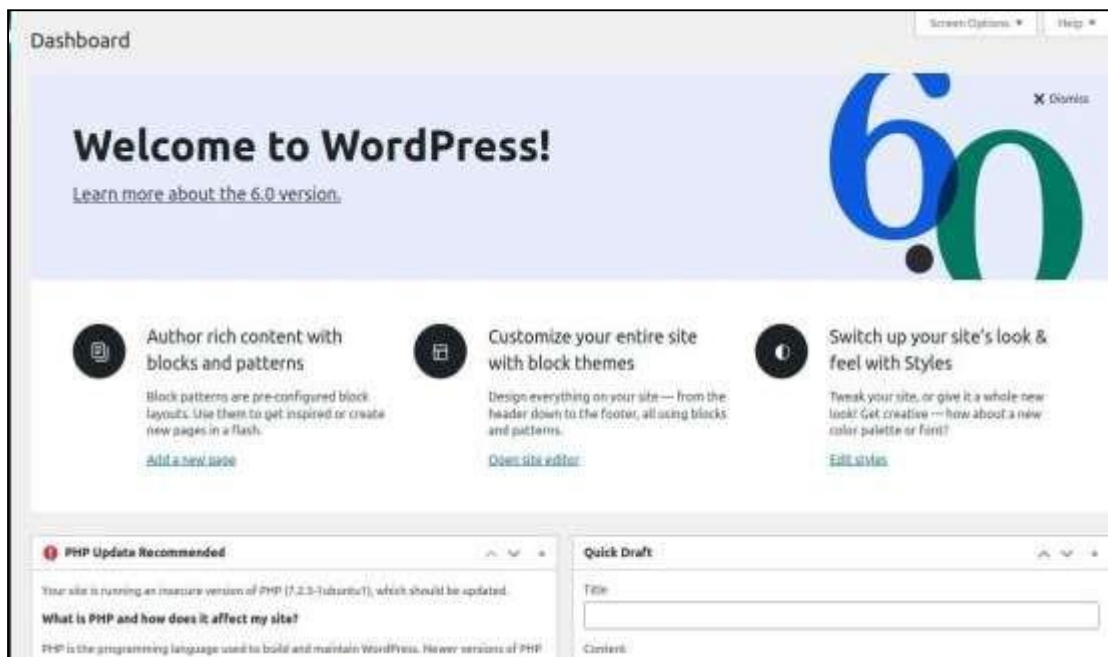 Screen Options ▼
Help ▼
Dashboard
Dismiss
Welcome to WordPress!
Learn more about the 6.0 version.
6.0
Author rich content with
blocks and patterns
Block patterns are pre-configured block
layouts. Use them to get inspired or create
new pages in a flash.
Add a new page
Customize your entire site
with block themes
Design everything on your site — from the
header down to the footer, all using blocks
and patterns.
Open site editor
Switch up your site's look &
feel with Styles
Tweak your site, or give it a whole new
look! Get creative — how about a new
color palette or font?
Edit styles
PHP Update Recommended
Your site is running an insecure version of PHP (7.2.3-1ubuntu1), which should be updated.
What is PHP and how does it affect my site?
PHP is the programming language used to build and maintain WordPress. Newer versions of PHP
Quick Draft
Title
Content